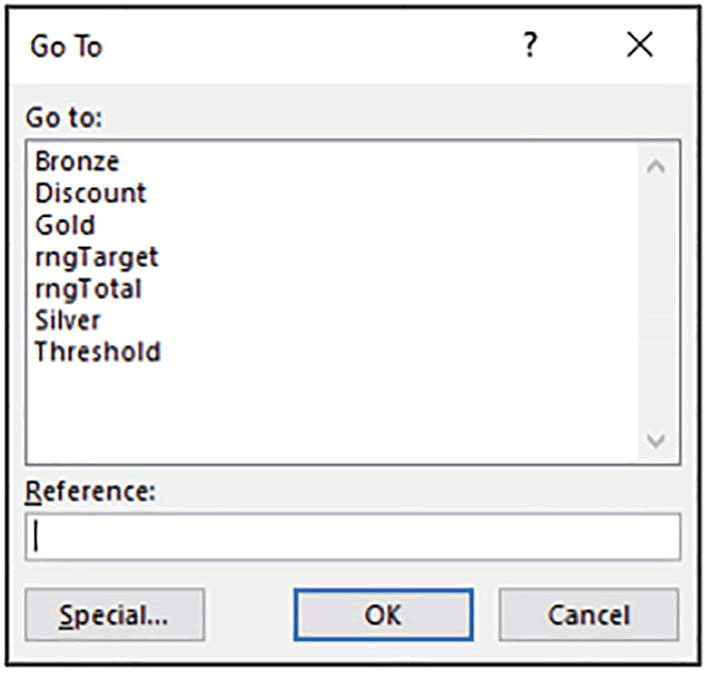 Go To ?
Go to:
Bronze
Discount
Gold
rngTarget
rngTotal
Silver
Threshold
Reference:
Special... OK Cancel